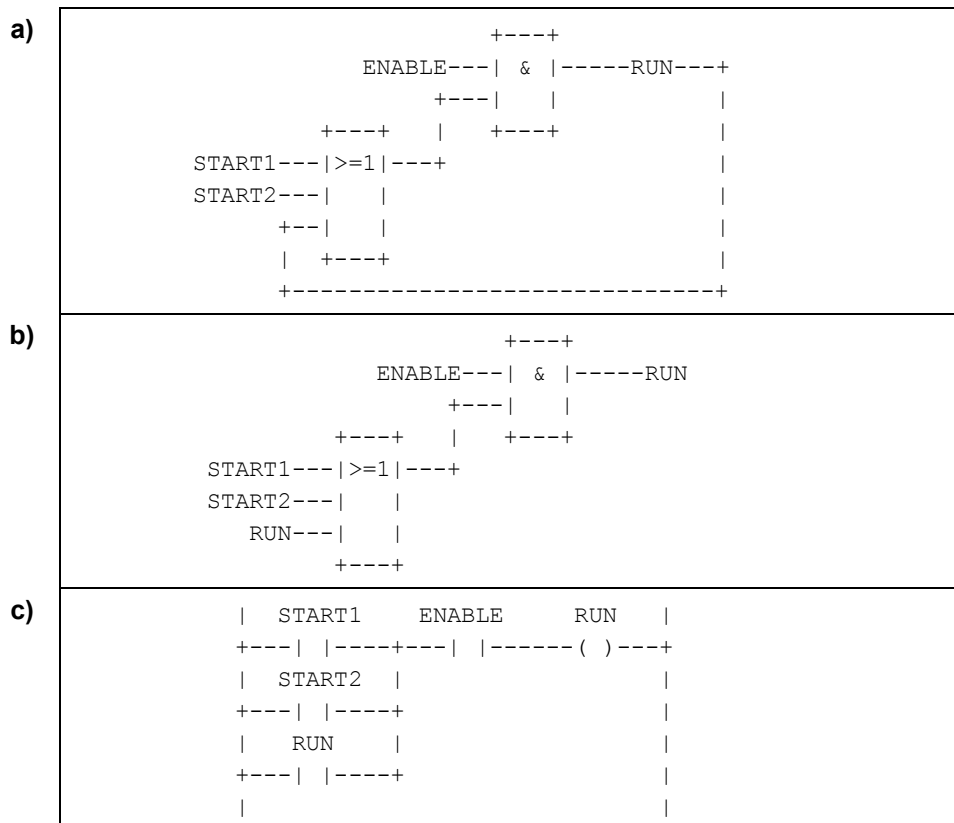 a)
+---+
ENABLE---| & |-----RUN---+
+---|   |           |
+---+   |   +---+           |
START1---|>=1|---+                   |
START2---|   |                       |
+--|   |                       |
|  +---+                       |
+------------------------------+
b)
+---+
ENABLE---| & |-----RUN
+---|   |
+---+   |   +---+
START1---|>=1|---+
START2---|   |
RUN---|   |
+---+
c)
|  START1    ENABLE    RUN   |
+---| |----+---| |------( )---+
|  START2  |                  |
+---| |----+                  |
|   RUN    |                  |
+---| |----+                  |
|                             |